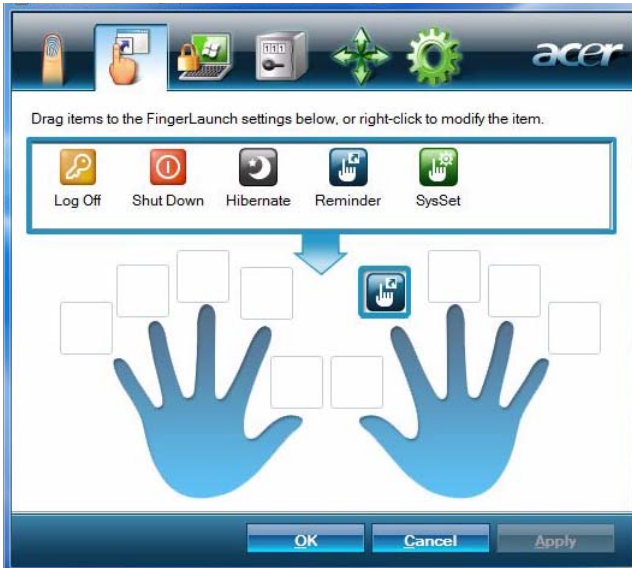 acer
Drag items to the FingerLaunch settings below, or right-click to modify the item.
Log Off Shut Down Hibernate Reminder SysSet
OK Cancel Apply